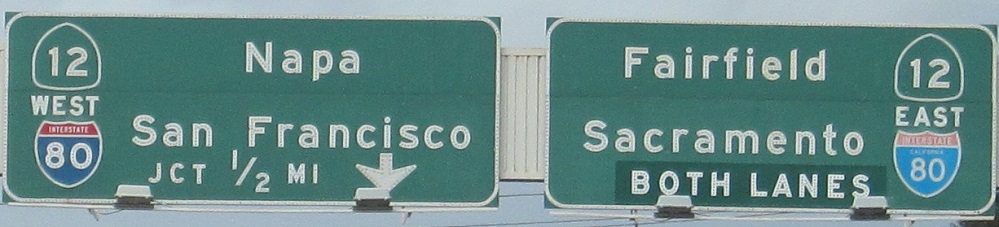 12 Napa
WEST
INTERSTATE
80
San Francisco
JCT 1/2 MI
Fairfield 12
EAST
Sacramento
INTERSTATE
CALIFORNIA
80
BOTH LANES